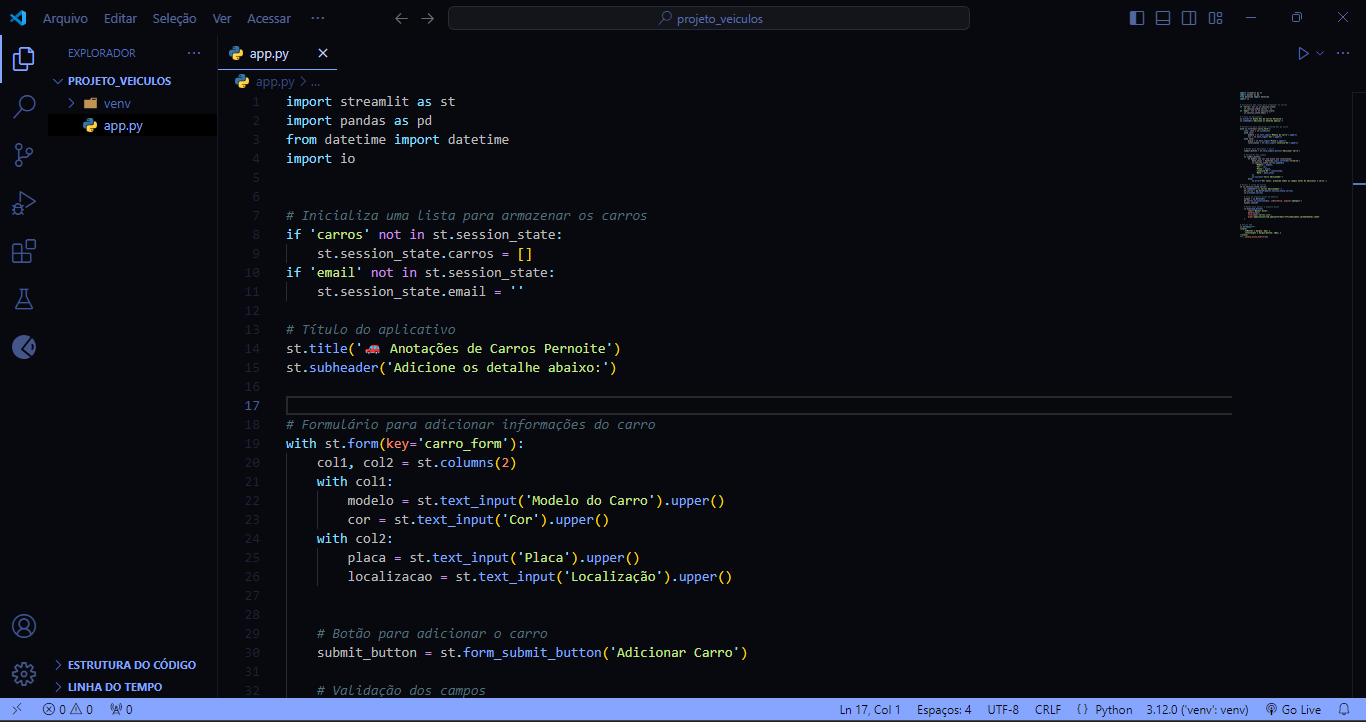 Arquivo Editar Seleção Ver Acessar ···
projeto_veiculos
EXPLORADOR ···
PROJETO_VEICULOS
venv
app.py
ESTRUTURA DO CÓDIGO
LINHA DO TEMPO
app.py
app.py > ...
1 import streamlit as st
2 import pandas as pd
3 from datetime import datetime
4 import io
5
6
7 # Inicializa uma lista para armazenar os carros
8 if 'carros' not in st.session_state:
9 st.session_state.carros = []
10 if 'email' not in st.session_state:
11 st.session_state.email = ''
12
13 # Título do aplicativo
14 st.title('🚗 Anotações de Carros Pernoite')
15 st.subheader('Adicione os detalhe abaixo:')
16
17
18 # Formulário para adicionar informações do carro
19 with st.form(key='carro_form'):
20 col1, col2 = st.columns(2)
21 with col1:
22 modelo = st.text_input('Modelo do Carro').upper()
23 cor = st.text_input('Cor').upper()
24 with col2:
25 placa = st.text_input('Placa').upper()
26 localizacao = st.text_input('Localização').upper()
27
28
29 # Botão para adicionar o carro
30 submit_button = st.form_submit_button('Adicionar Carro')
31
32 # Validação dos campos
0 0 0 Ln 17, Col 1 Espaços: 4 UTF-8 CRLF { } Python 3.12.0 ('venv': venv) Go Live